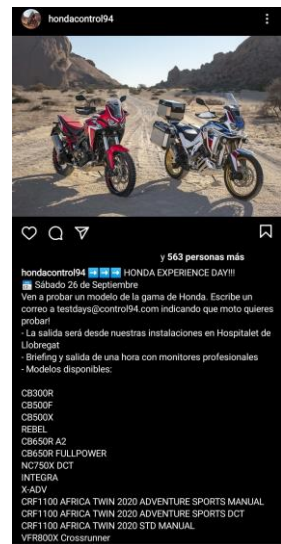 hondacontrol94
y 563 personas más
hondacontrol94 ➡️➡️➡️ HONDA EXPERIENCE DAY!!!
📅 Sábado 26 de Septiembre
Ven a probar un modelo de la gama de Honda. Escribe un
correo a testdays@control94.com indicando que moto quieres
probar!
- La salida será desde nuestras instalaciones en Hospitalet de
Llobregat
- Briefing y salida de una hora con monitores profesionales
- Modelos disponibles:
CB300R
CB500F
CB500X
REBEL
CB650R A2
CB650R FULLPOWER
NC750X DCT
INTEGRA
X-ADV
CRF1100 AFRICA TWIN 2020 ADVENTURE SPORTS MANUAL
CRF1100 AFRICA TWIN 2020 ADVENTURE SPORTS DCT
CRF1100 AFRICA TWIN 2020 STD MANUAL
VFR800X Crossrunner